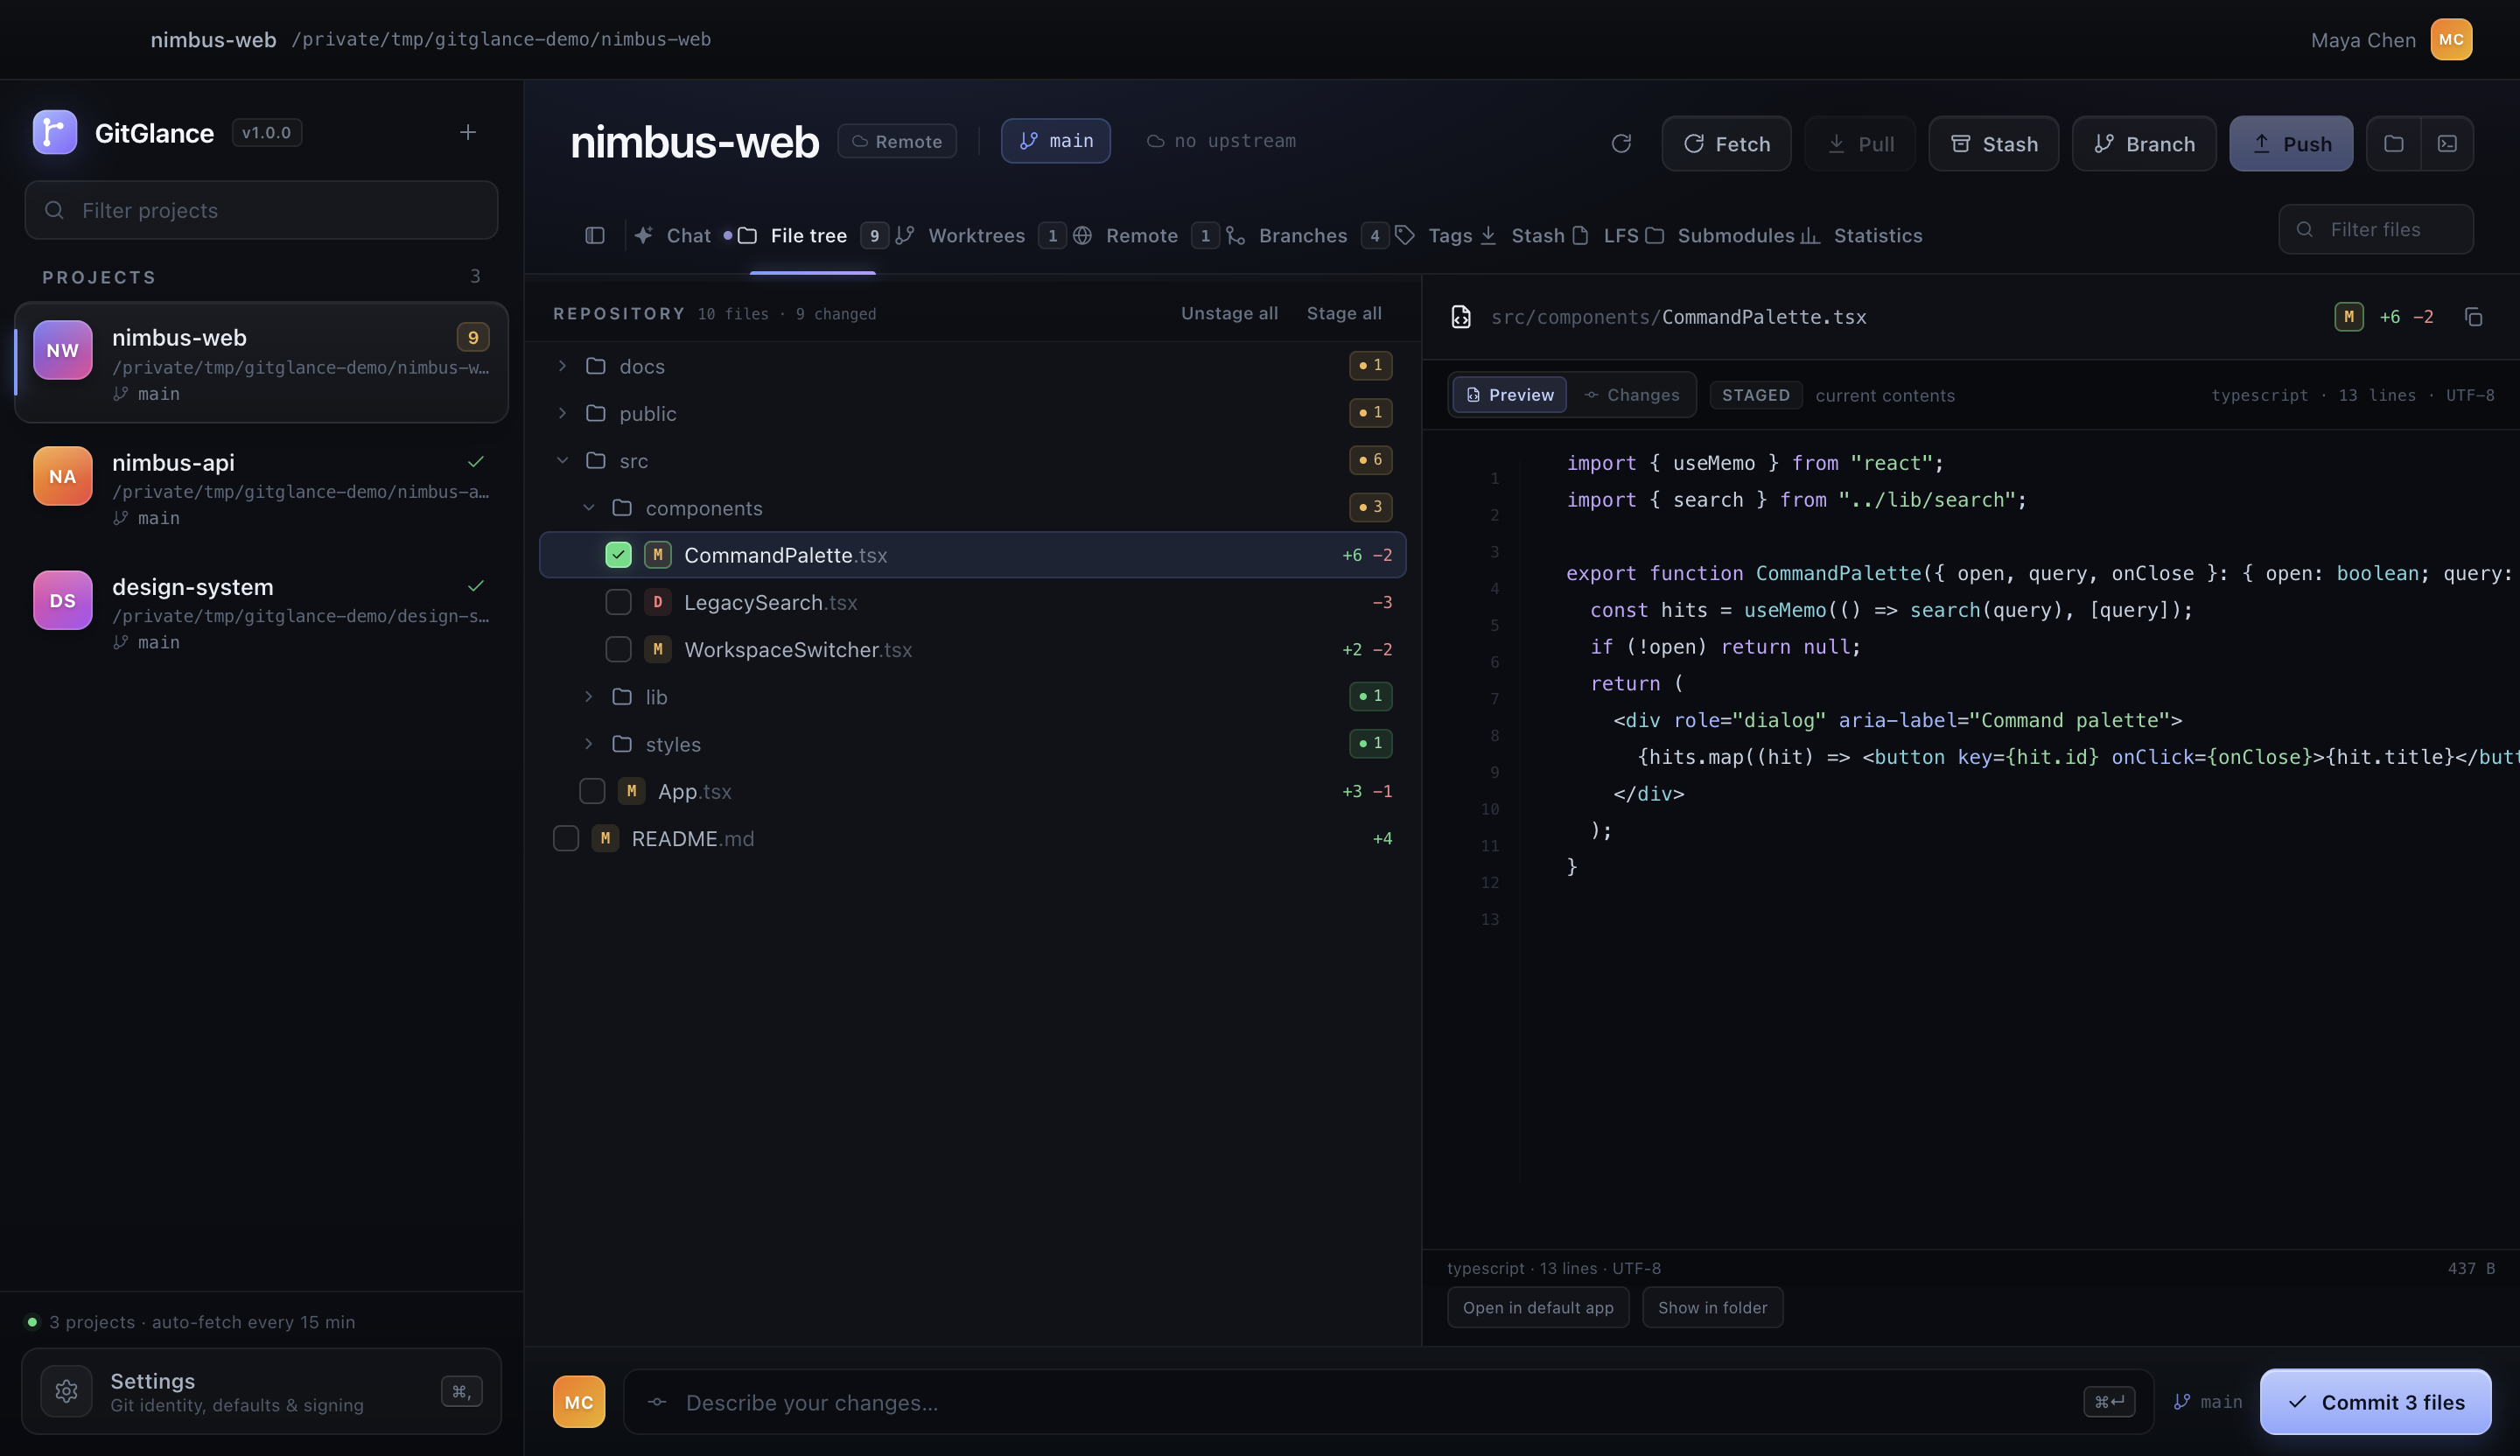 nimbus-web /private/tmp/gitglance-demo/nimbus-web
Maya Chen MC
GitGlance v1.0.0
Filter projects
PROJECTS 3
NW nimbus-web 9
/private/tmp/gitglance-demo/nimbus-w…
main
NA nimbus-api
/private/tmp/gitglance-demo/nimbus-a…
main
DS design-system
/private/tmp/gitglance-demo/design-s…
main
3 projects · auto-fetch every 15 min
Settings
Git identity, defaults & signing
⌘,
nimbus-web Remote main no upstream
Fetch Pull Stash Branch Push
Chat File tree 9 Worktrees 1 Remote 1 Branches 4 Tags Stash LFS Submodules Statistics
Filter files
REPOSITORY 10 files · 9 changed Unstage all Stage all
docs 1
public 1
src 6
components 3
M CommandPalette.tsx +6 −2
D LegacySearch.tsx −3
M WorkspaceSwitcher.tsx +2 −2
lib 1
styles 1
M App.tsx +3 −1
M README.md +4
src/components/CommandPalette.tsx M +6 −2
Preview Changes STAGED current contents typescript · 13 lines · UTF-8
1 import { useMemo } from "react";
2 import { search } from "../lib/search";
3
4 export function CommandPalette({ open, query, onClose }: { open: boolean; query:
5 const hits = useMemo(() => search(query), [query]);
6 if (!open) return null;
7 return (
8 <div role="dialog" aria-label="Command palette">
9 {hits.map((hit) => <button key={hit.id} onClick={onClose}>{hit.title}</butt
10 </div>
11 );
12 }
13
typescript · 13 lines · UTF-8 437 B
Open in default app Show in folder
MC Describe your changes… ⌘↵ main Commit 3 files